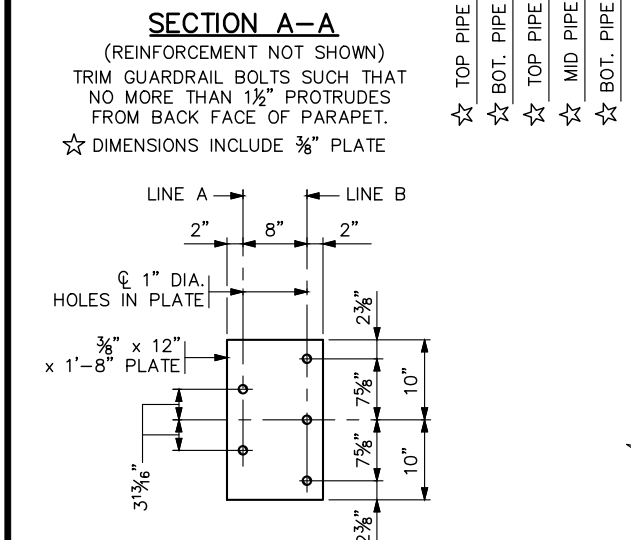 SECTION A-A
(REINFORCEMENT NOT SHOWN)
TRIM GUARDRAIL BOLTS SUCH THAT
NO MORE THAN 1½" PROTRUDES
FROM BACK FACE OF PARAPET.
☆ DIMENSIONS INCLUDE ⅜" PLATE
☆ TOP PIPE
☆ BOT. PIPE
☆ TOP PIPE
☆ MID PIPE
☆ BOT. PIPE
LINE A
LINE B
2"
8"
2"
℄ 1" DIA.
HOLES IN PLATE
⅜" x 12"
x 1'-8" PLATE
2⅜"
7⅝"
10"
7⅝"
10"
2⅜"
3 13/16"